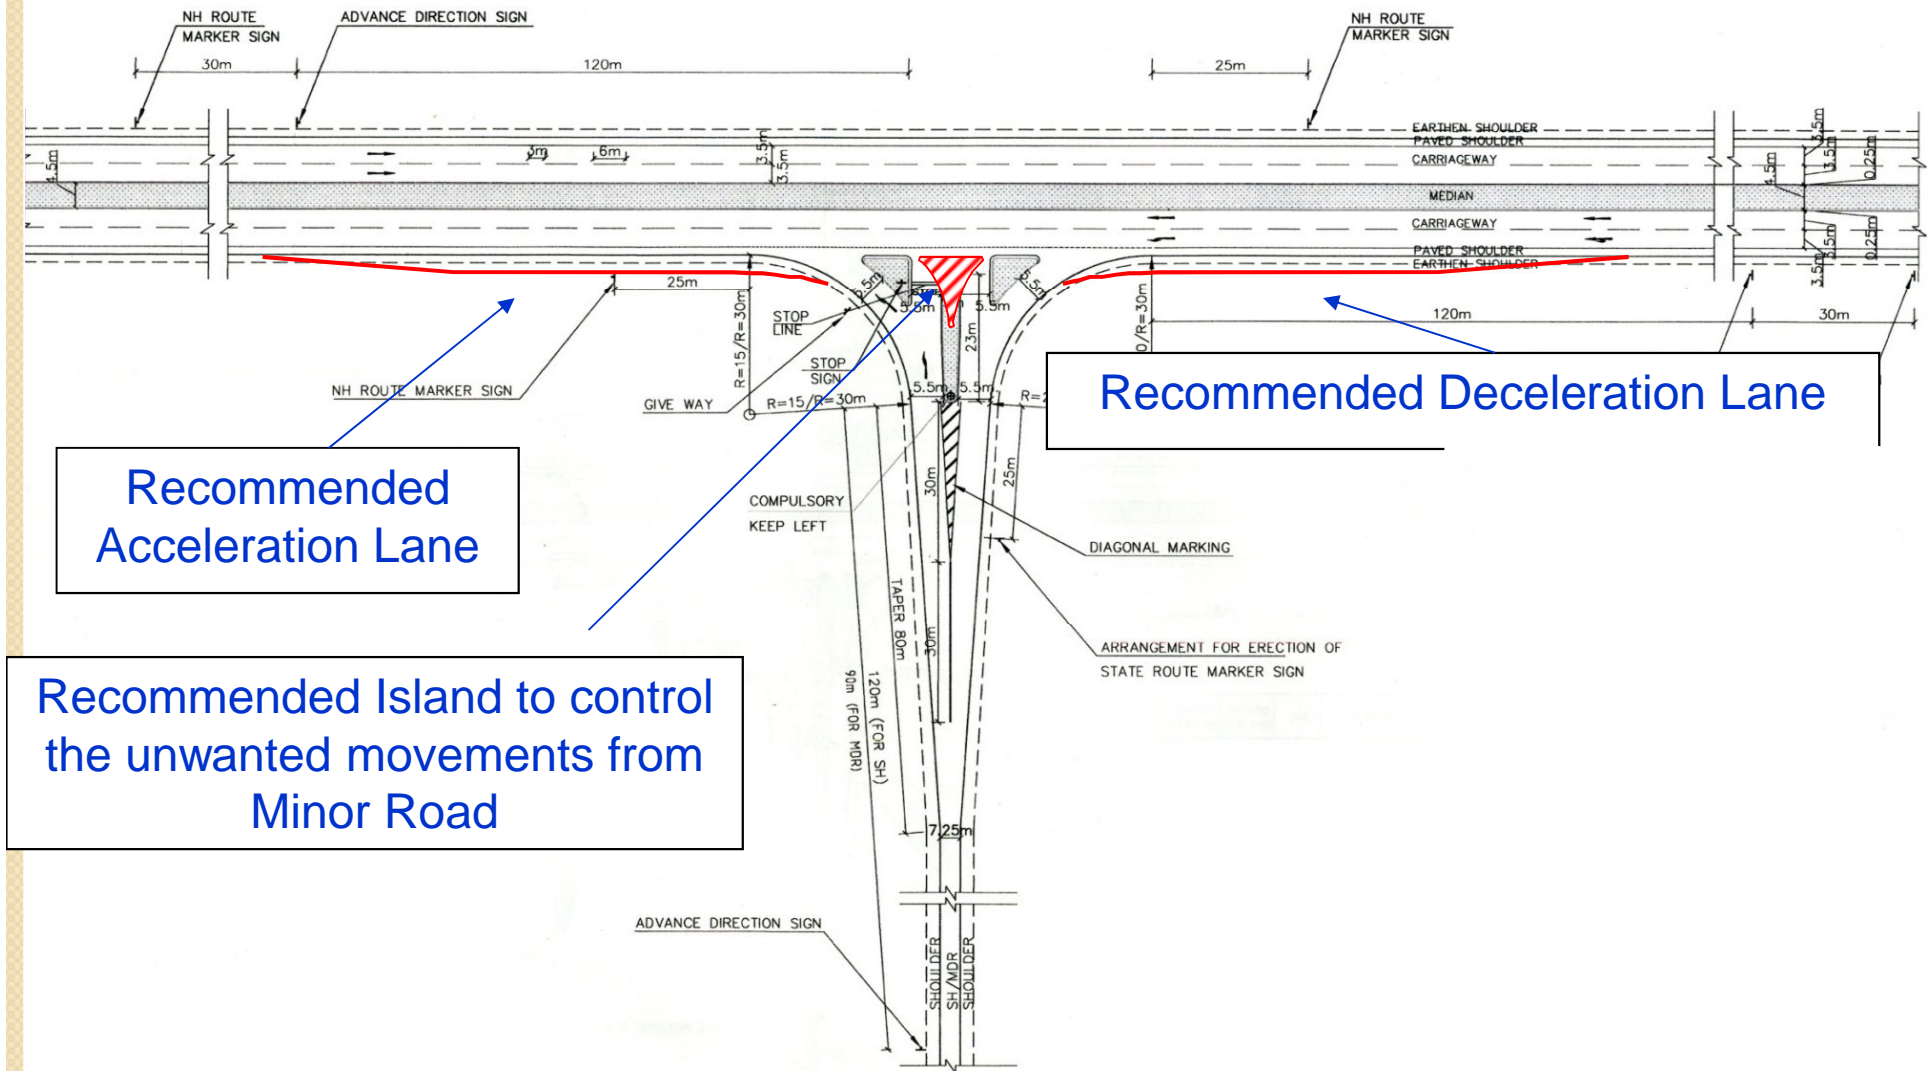 NH ROUTE
MARKER SIGN
ADVANCE DIRECTION SIGN
NH ROUTE
MARKER SIGN
30m
120m
25m
EARTHEN SHOULDER
PAVED SHOULDER
CARRIAGEWAY
MEDIAN
CARRIAGEWAY
PAVED SHOULDER
EARTHEN SHOULDER
4.5m
3m
6m
3.5m
3.5m
4.5m
3.5m
3.5m
0.25m
3.5m
3.5m
0.25m
25m
5.5m
5.5m
5.5m
5.5m
STOP
LINE
STOP
SIGN
23m
120m
30m
R=15/R=30m
0/R=30m
NH ROUTE MARKER SIGN
GIVE WAY
R=15/R=30m
5.5m
5.5m
Recommended Deceleration Lane
Recommended
Acceleration Lane
COMPULSORY
KEEP LEFT
30m
25m
DIAGONAL MARKING
TAPER 80m
30m
120m (FOR SH)
90m (FOR MDR)
ARRANGEMENT FOR ERECTION OF
STATE ROUTE MARKER SIGN
Recommended Island to control
the unwanted movements from
Minor Road
7.25m
ADVANCE DIRECTION SIGN
SHOULDER
SH/MDR
SHOULDER